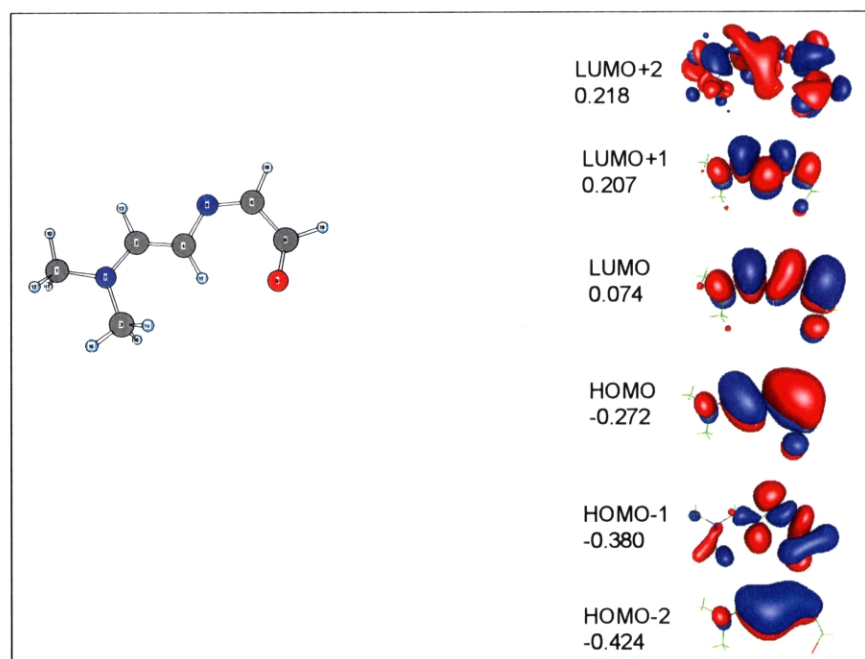 LUMO+2
0.218
LUMO+1
0.207
LUMO
0.074
HOMO
-0.272
HOMO-1
-0.380
HOMO-2
-0.424